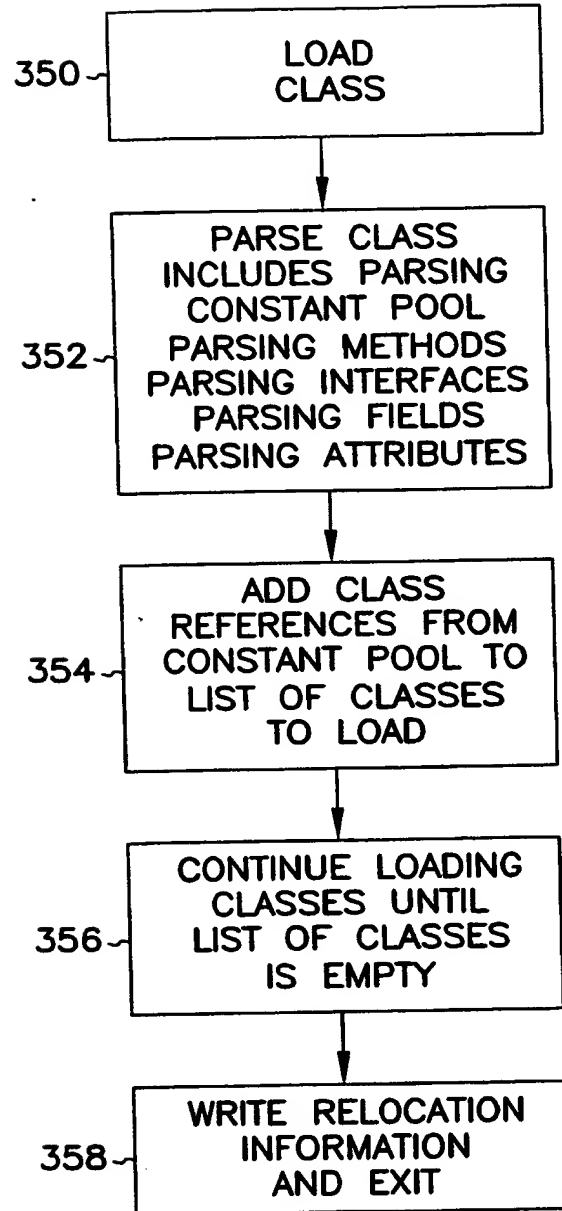 350
LOAD
CLASS
352
PARSE CLASS
INCLUDES PARSING
CONSTANT POOL
PARSING METHODS
PARSING INTERFACES
PARSING FIELDS
PARSING ATTRIBUTES
354
ADD CLASS
REFERENCES FROM
CONSTANT POOL TO
LIST OF CLASSES
TO LOAD
356
CONTINUE LOADING
CLASSES UNTIL
LIST OF CLASSES
IS EMPTY
358
WRITE RELOCATION
INFORMATION
AND EXIT